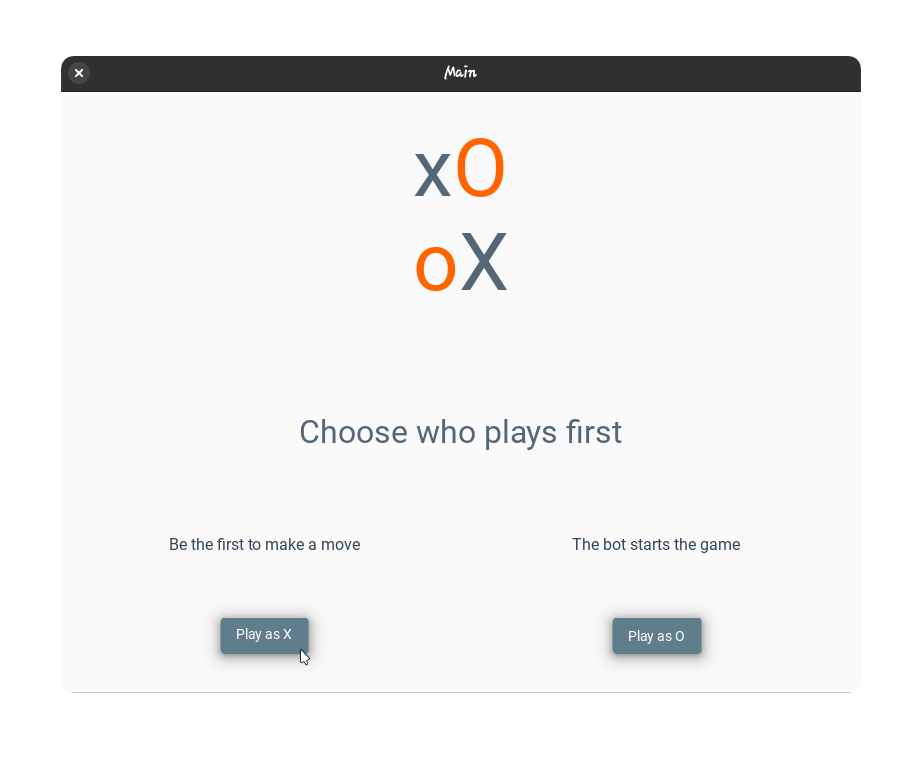 Main
xO
oX
Choose who plays first
Be the first to make a move
The bot starts the game
Play as X
Play as O